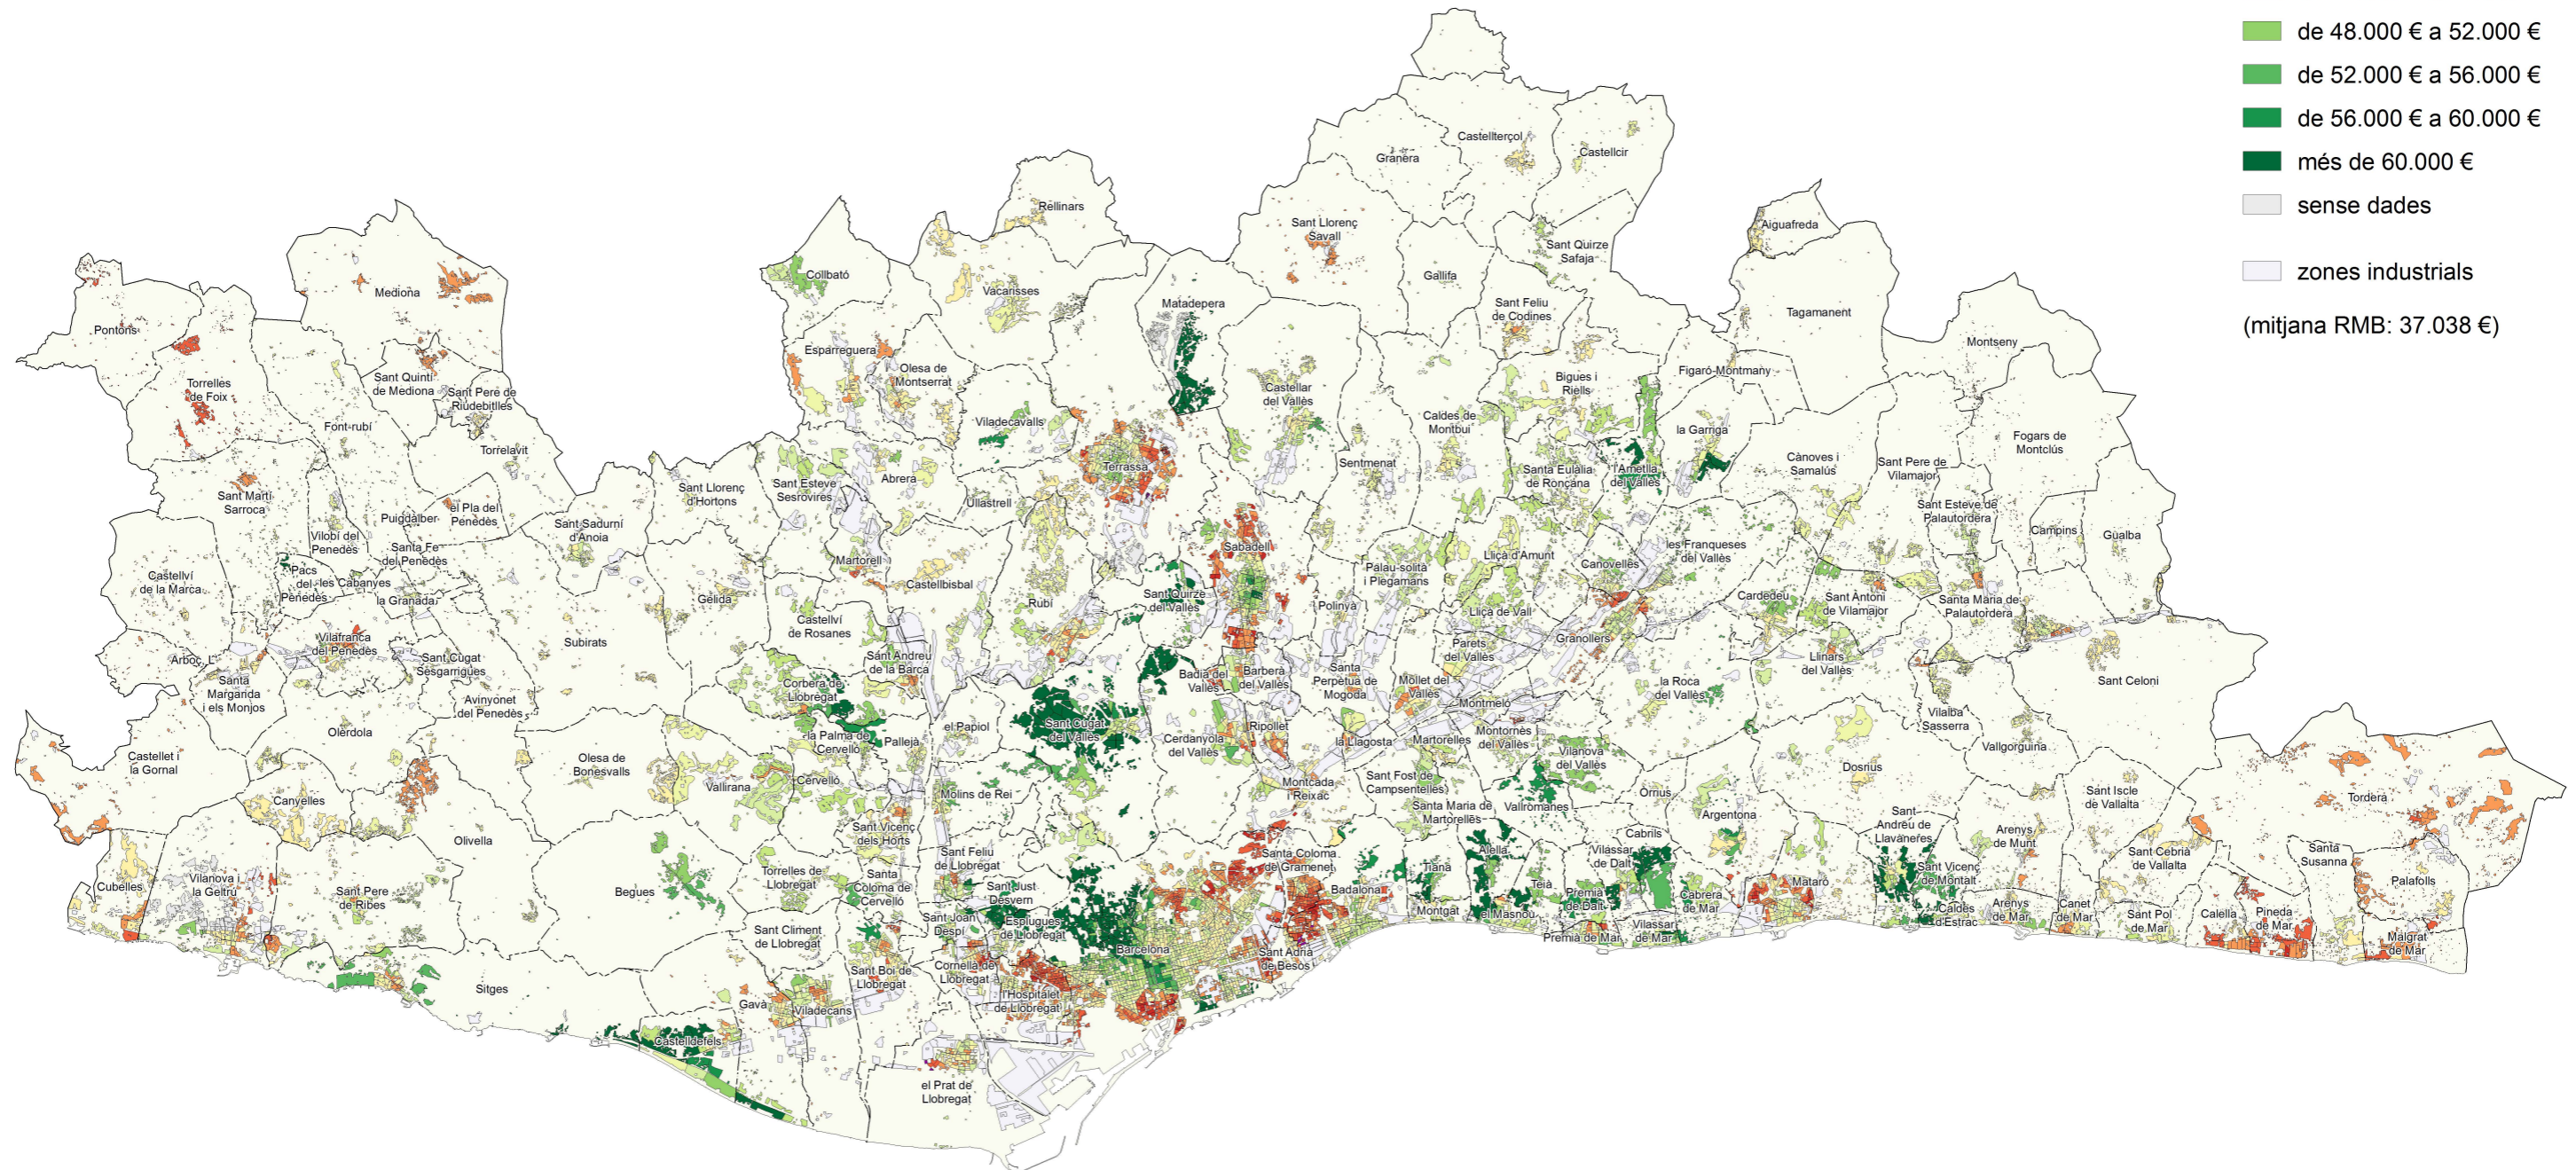 de 48.000 € a 52.000 €
de 52.000 € a 56.000 €
de 56.000 € a 60.000 €
més de 60.000 €
sense dades
zones industrials
(mitjana RMB: 37.038 €)
Castellterçol
Granera
Castellcir
Rellinars
Sant Llorenç
Savall
Sant Quirze
Safaja
Aiguafreda
Collbató
Mediona
Vacarisses
Matadepera
Gallifa
Sant Feliu
de Codines
Tagamanent
Pontons
Montseny
Esparreguera
Olesa de
Montserrat
Torrelles
de Foix
Sant Quintí
de Mediona
Sant Pere de
Riudebitlles
Castellar
del Vallès
Bigues i
Riells
Figaró-Montmany
Font-rubí
Viladecavalls
Caldes de
Montbui
la Garriga
Fogars de
Montclús
Torrelavit
Terrassa
Sentmenat
Santa Eulàlia
de Ronçana
l'Ametlla
del Vallès
Cànoves i
Samalús
Sant Pere de
Vilamajor
Sant Martí
Sarroca
Sant Llorenç
d'Hortons
Sant Esteve
Sesrovires
Abrera
Ullastrell
Puigdàlber
el Pla del
Penedès
Sant Sadurní
d'Anoia
Sant Esteve de
Palautordera
Campins
Gualba
Vilobí del
Penedès
Santa Fe
del Penedès
Martorell
Castellbisbal
Sabadell
Palau-solità
i Plegamans
Lliçà d'Amunt
Canovelles
les Franqueses
del Vallès
Castellví
de la Marca
Pacs
del
Penedès
les Cabanyes
la Granada
Gelida
Rubí
Sant Quirze
del Vallès
Polinyà
Lliçà de Vall
Cardedeu
Sant Antoni
de Vilamajor
Santa Maria de
Palautordera
Castellví
de Rosanes
Vilafranca
del Penedès
Subirats
Granollers
Arboç, L'
Santa
Margarida
i els Monjos
Sant Cugat
Sesgarrigues
Avinyonet
del Penedès
Sant Andreu
de la Barca
Parets
del Vallès
Llinars
del Vallès
Corbera de
Llobregat
Badia del
Vallès
Barberà
del Vallès
Santa
Perpètua de
Mogoda
Mollet del
Vallès
la Roca
del Vallès
Sant Celoni
Montmeló
Vilalba
Sasserra
Olèrdola
la Palma de
Cervelló
Pallejà
el Papiol
Sant Cugat
del Vallès
Cerdanyola
del Vallès
Ripollet
la Llagosta
Martorelles
Montornès
del Vallès
Vilanova
del Vallès
Vallgorguina
Castellet i
la Gornal
Olesa de
Bonesvalls
Vallirana
Cervelló
Molins de Rei
Montcada
i Reixac
Sant Fost de
Campsentelles
Santa Maria de
Martorelles
Vallromanes
Òrrius
Dosrius
Sant Iscle
de Vallalta
Tordera
Canyelles
Olivella
Sant Vicenç
dels Horts
Argentona
Cabrils
Sant
Andreu de
Llavaneres
Arenys
de Munt
Sant Cebrià
de Vallalta
Santa
Susanna
Palafolls
Cubelles
Vilanova i
la Geltrú
Sant Pere
de Ribes
Begues
Torrelles de
Llobregat
Santa
Coloma de
Cervelló
Sant Feliu
de Llobregat
Sant Just
Desvern
Santa Coloma
de Gramenet
Badalona
Tiana
Alella
Teià
Vilassar
de Dalt
Premià
de Dalt
Cabrera
de Mar
Mataró
Sant Vicenç
de Montalt
Caldes
d'Estrac
Arenys
de Mar
Canet
de Mar
Sant Pol
de Mar
Calella
Pineda
de Mar
Malgrat
de Mar
Montgat
el Masnou
Premià de Mar
Vilassar
de Mar
Sant Climent
de Llobregat
Sant Joan
Despí
Esplugues
de Llobregat
Barcelona
Sant Adrià
de Besòs
Sitges
Gavà
Viladecans
Sant Boi de
Llobregat
Cornellà de
Llobregat
l'Hospitalet
de Llobregat
Castelldefels
el Prat de
Llobregat